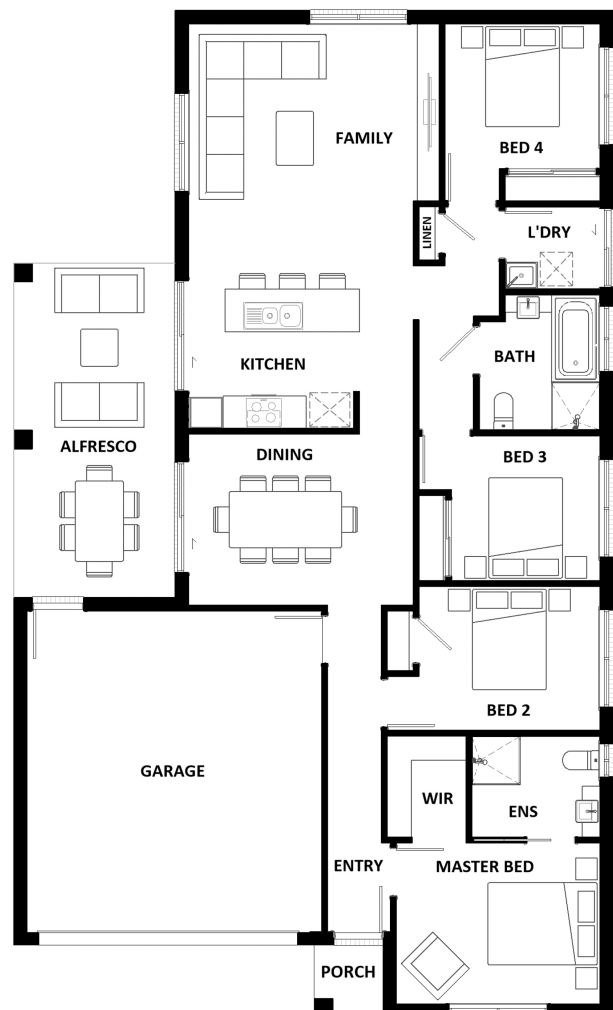 FAMILY
BED 4
LINEN
L'DRY
BATH
KITCHEN
ALFRESCO
DINING
BED 3
BED 2
GARAGE
WIR
ENS
ENTRY
MASTER BED
PORCH